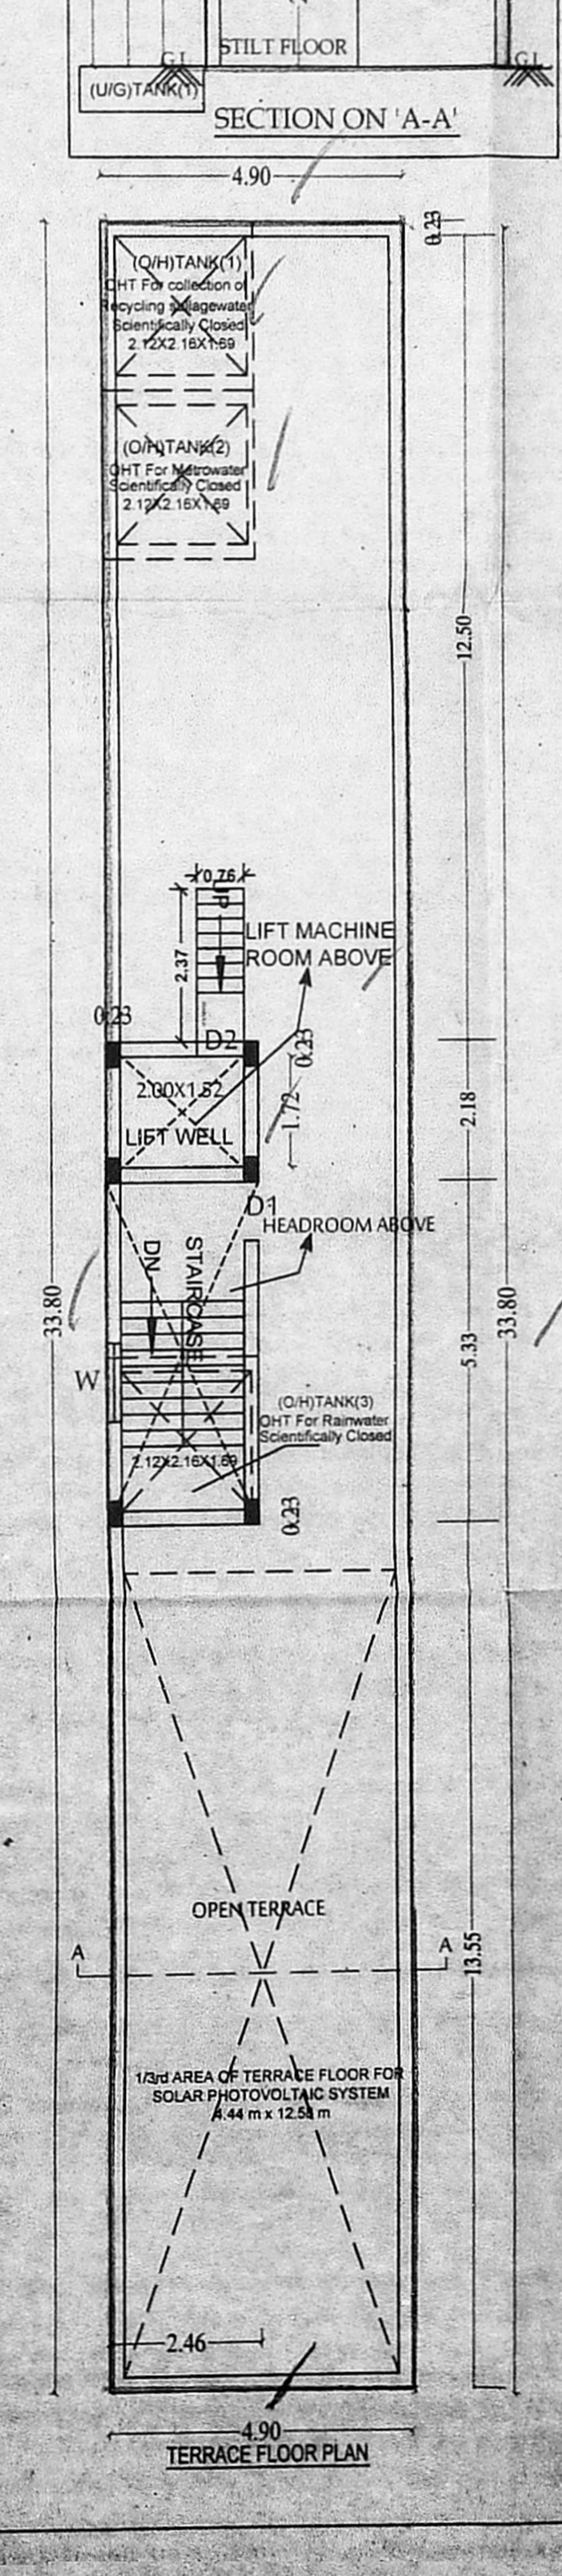 STILT FLOOR
G.L
G.L
(U/G)TANK(1)
SECTION ON 'A-A'
4.90
0.23
(O/H)TANK(1)
OHT For collection of
Recycling sullagewater
Scientifically Closed
2.12X2.16X1.69
(O/H)TANK(2)
OHT For Metrowater
Scientifically Closed
2.12X2.16X1.69
12.50
0.76
UP
2.37
LIFT MACHINE
ROOM ABOVE
0.23
D2
0.23
2.00X1.52
1.72
2.18
LIFT WELL
D1
HEADROOM ABOVE
DN
STAIRCASE
33.80
5.33
33.80
W
(O/H)TANK(3)
OHT For Rainwater
Scientifically Closed
2.12X2.16X1.69
0.23
OPEN TERRACE
A
A
13.55
1/3rd AREA OF TERRACE FLOOR FOR
SOLAR PHOTOVOLTAIC SYSTEM
4.44 m x m
2.46
4.90
TERRACE FLOOR PLAN